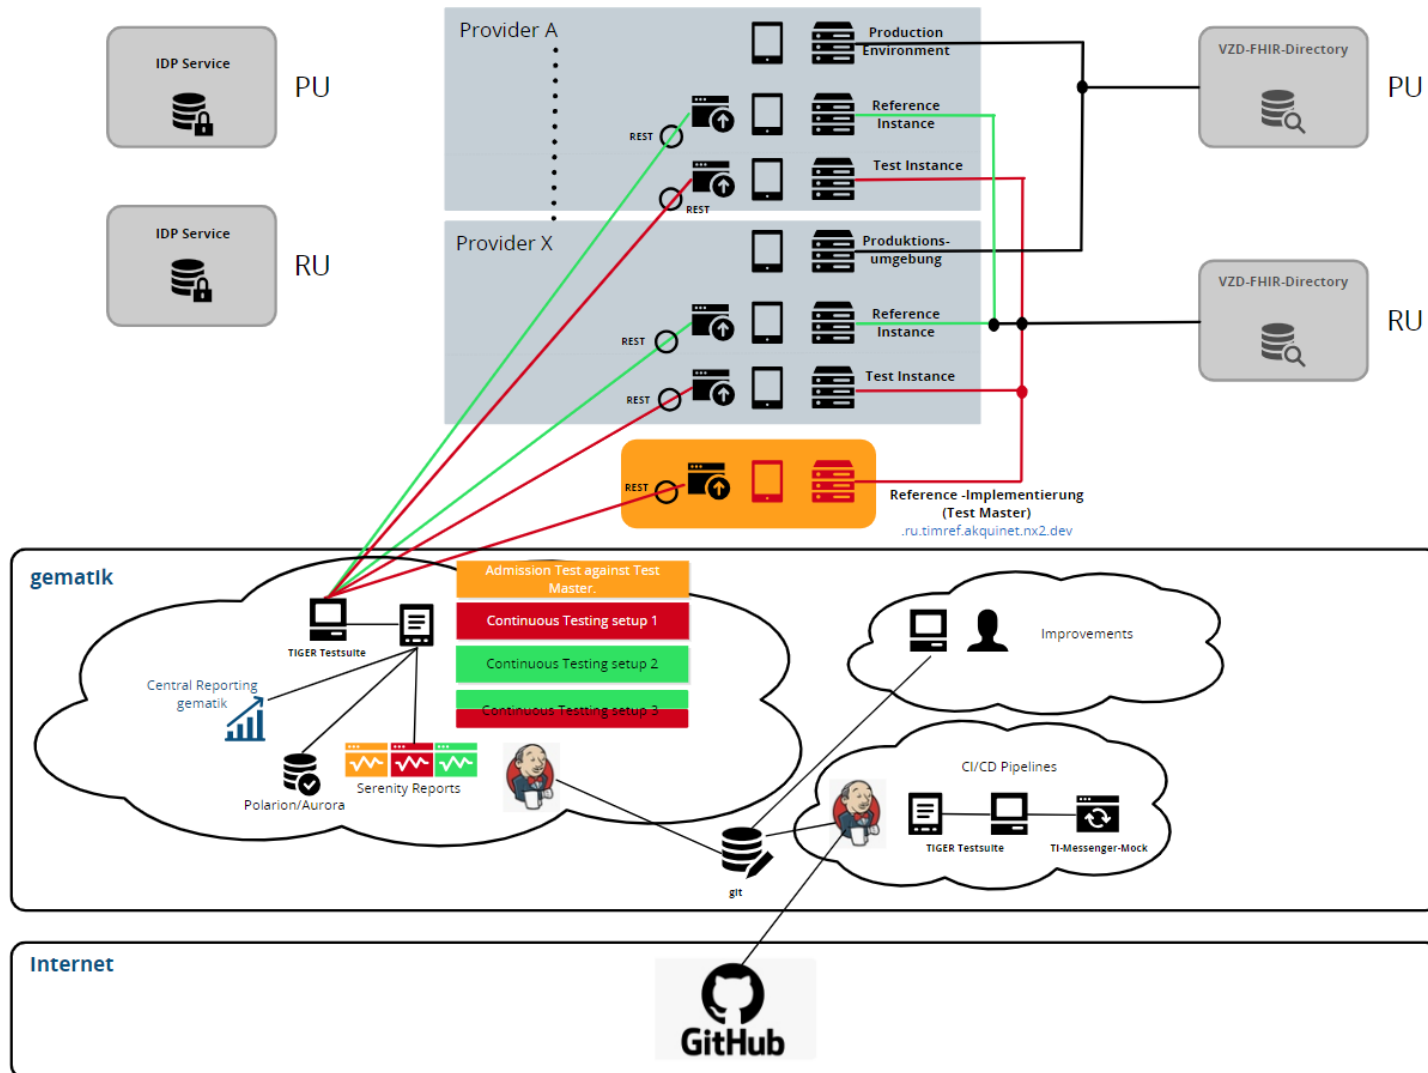 IDP Service
PU
Provider A
Production
Environment
REST
Reference
Instance
REST
Test Instance
VZD-FHIR-Directory
PU
IDP Service
RU
Provider X
Produktions-
umgebung
REST
Reference
Instance
REST
Test Instance
VZD-FHIR-Directory
RU
REST
Reference -Implementierung
(Test Master)
.ru.timref.akquinet.nx2.dev
gematik
TIGER Testsuite
Admission Test against Test
Master.
Continuous Testing setup 1
Continuous Testing setup 2
Continuous Testting setup 3
Central Reporting
gematik
Polarion/Aurora
Serenity Reports
Improvements
CI/CD Pipelines
TIGER Testsuite
TI-Messenger-Mock
git
Internet
GitHub